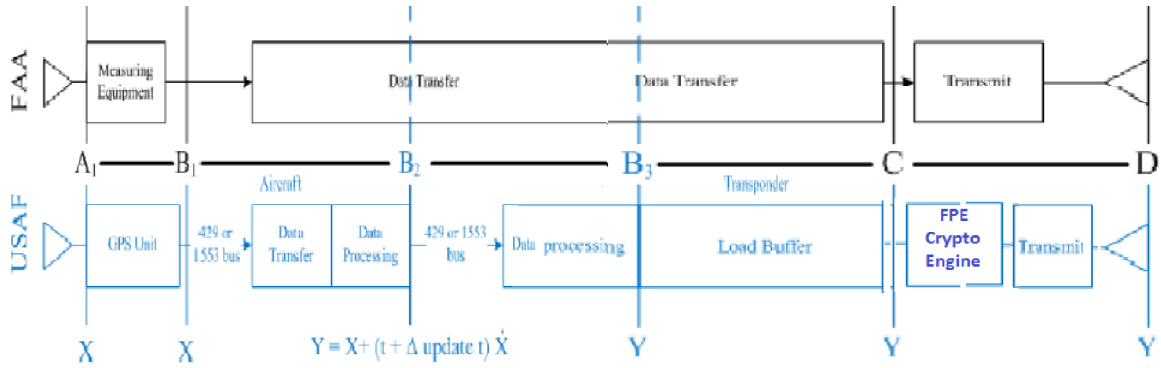 FAA
Measuring
Equipment
Data Transfer
Data Transfer
Transmit
A1
B1
B2
B3
C
D
Aircraft
Transponder
USAF
GPS Unit
429 or
1553 bus
Data
Transfer
Data
Processing
429 or 1553
bus
Data processing
Load Buffer
FPE
Crypto
Engine
Transmit
X
X
Y = X+ (t + Δ update t) Ẋ
Y
Y
Y